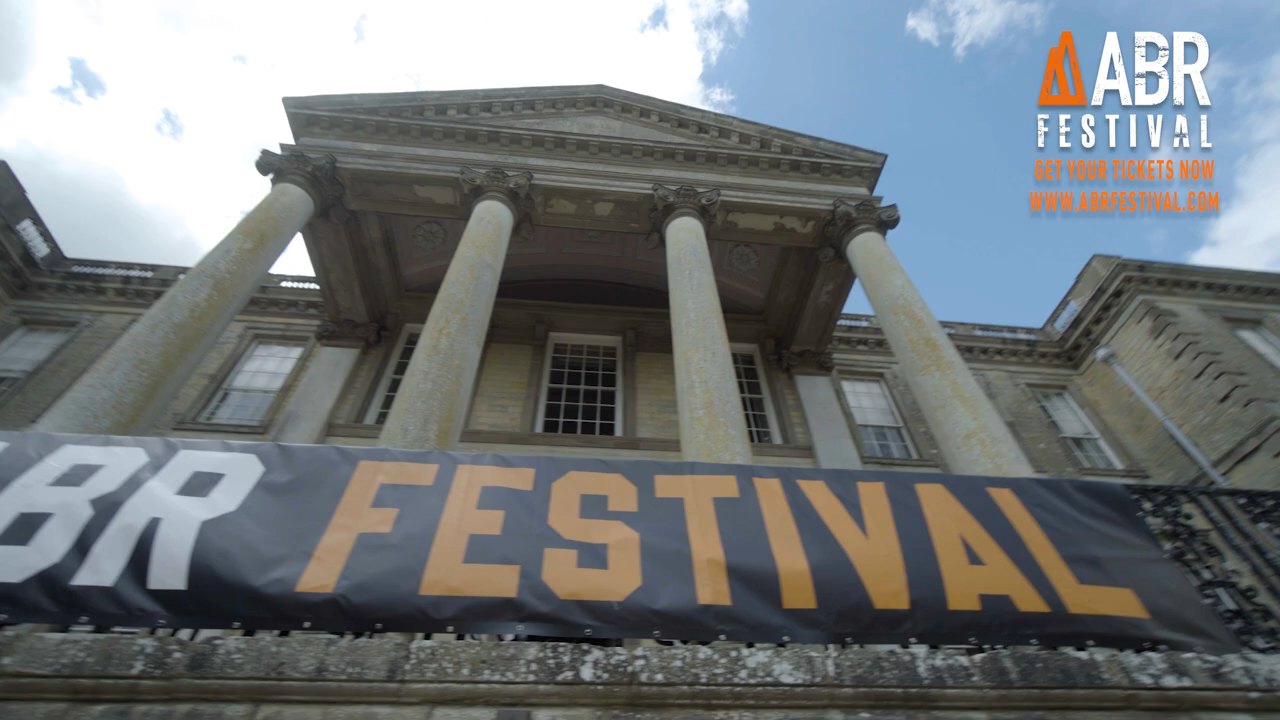 ABR
FESTIVAL
GET YOUR TICKETS NOW
WWW.ABRFESTIVAL.COM
BR FESTIVAL